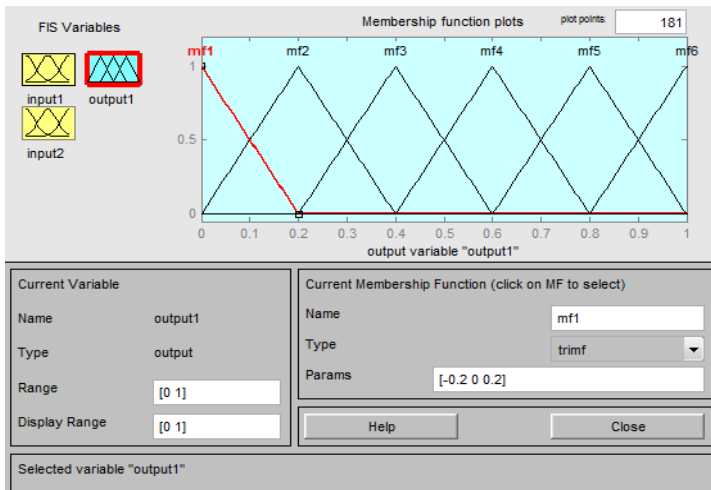 FIS Variables
Membership function plots
plot points:
181
input1
output1
input2
mf1
mf2
mf3
mf4
mf5
mf6
1
0.5
0
0
0.1
0.2
0.3
0.4
0.5
0.6
0.7
0.8
0.9
1
output variable "output1"
Current Variable
Name
output1
Type
output
Range
[0 1]
Display Range
[0 1]
Current Membership Function (click on MF to select)
Name
mf1
Type
trimf
Params
[-0.2 0 0.2]
Help
Close
Selected variable "output1"